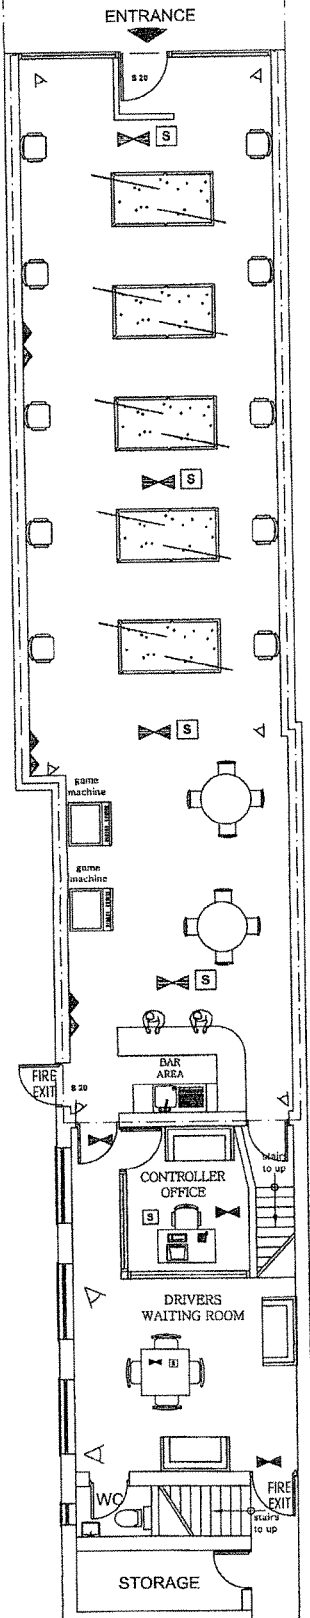 ENTRANCE
S 20
S
S
S
game
machine
game
machine
S
BAR
AREA
FIRE
EXIT
S 20
stairs
to up
CONTROLLER
OFFICE
S
DRIVERS
WAITING ROOM
S
WC
FIRE
EXIT
stairs
to up
STORAGE